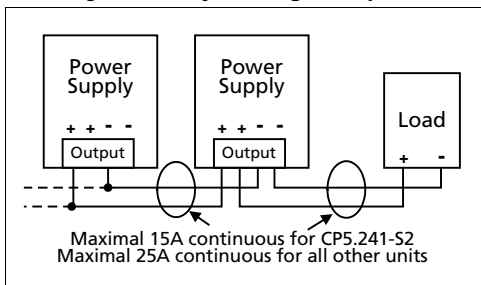 Power
Supply
+ + - -
Output
Power
Supply
+ + - -
Output
Load
+ -
Maximal 15A continuous for CP5.241-S2
Maximal 25A continuous for all other units